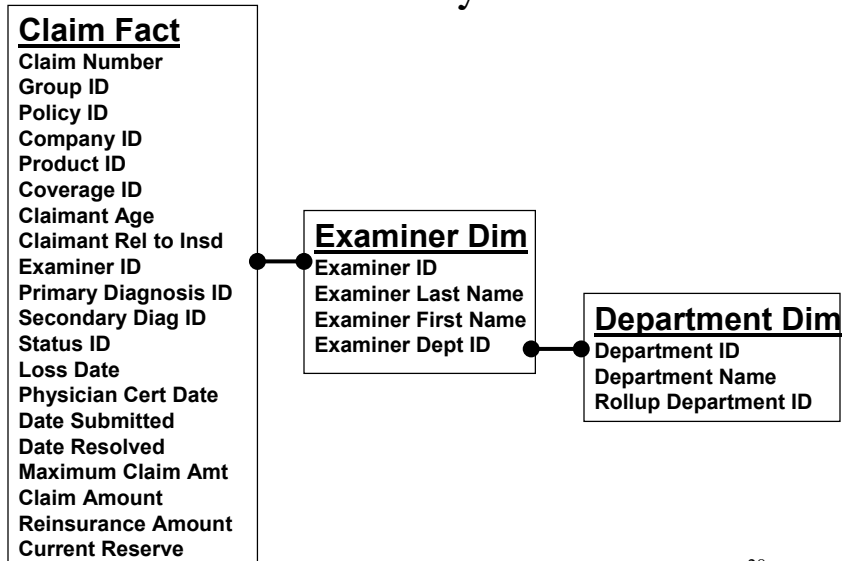 Claim Fact
Claim Number
Group ID
Policy ID
Company ID
Product ID
Coverage ID
Claimant Age
Claimant Rel to Insd
Examiner ID
Primary Diagnosis ID
Secondary Diag ID
Status ID
Loss Date
Physician Cert Date
Date Submitted
Date Resolved
Maximum Claim Amt
Claim Amount
Reinsurance Amount
Current Reserve
Examiner Dim
Examiner ID
Examiner Last Name
Examiner First Name
Examiner Dept ID
Department Dim
Department ID
Department Name
Rollup Department ID